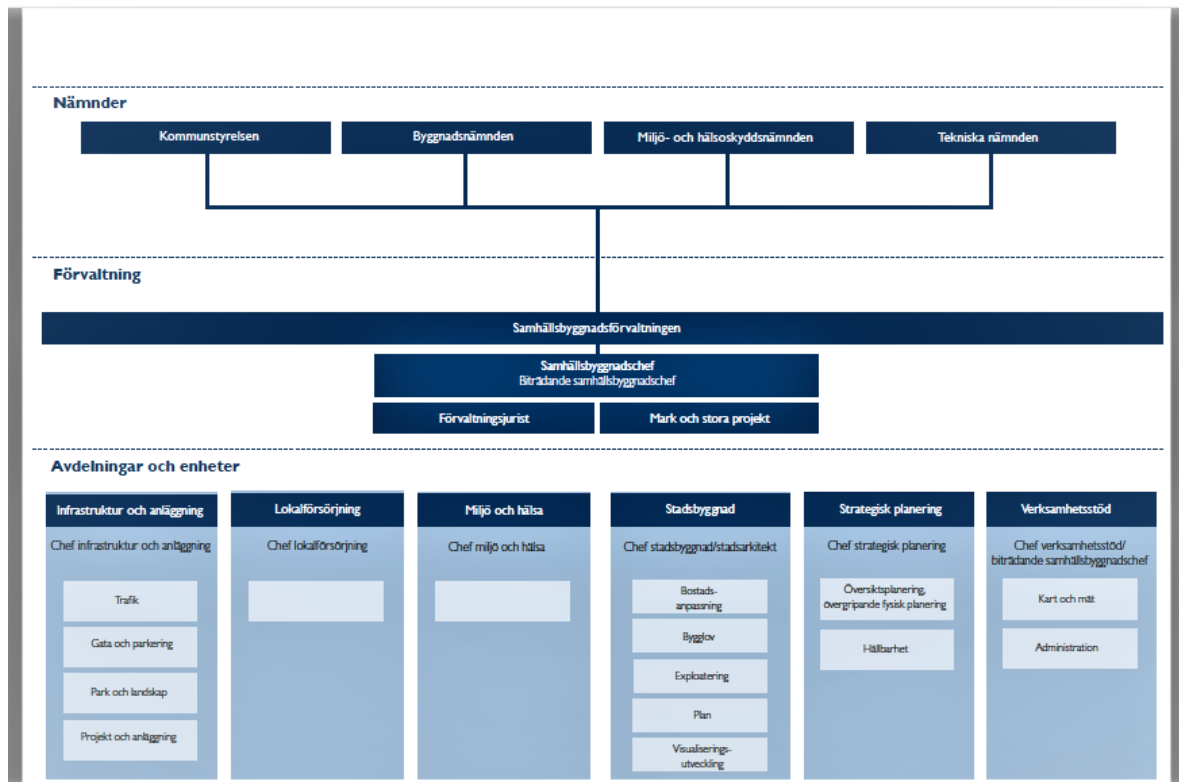 Nämnder
Kommunstyrelsen
Byggnadsnämnden
Miljö- och hälsoskyddsnämnden
Tekniska nämnden
Förvaltning
Samhällsbyggnadsförvaltningen
Samhällsbyggnadschef
Biträdande samhällsbyggnadschef
Förvaltningsjurist
Mark och stora projekt
Avdelningar och enheter
Infrastruktur och anläggning
Chef infrastruktur och anläggning
Trafik
Gata och parkering
Park och landskap
Projekt och anläggning
Lokalförsörjning
Chef lokalförsörjning
Miljö och hälsa
Chef miljö och hälsa
Stadsbyggnad
Chef stadsbyggnad/stadsarkitekt
Bostads-
anpassning
Bygglov
Exploatering
Plan
Visualiserings-
utveckling
Strategisk planering
Chef strategisk planering
Översiktsplanering,
övergripande fysisk planering
Hållbarhet
Verksamhetsstöd
Chef verksamhetsstöd/
biträdande samhällsbyggnadschef
Kart och mät
Administration